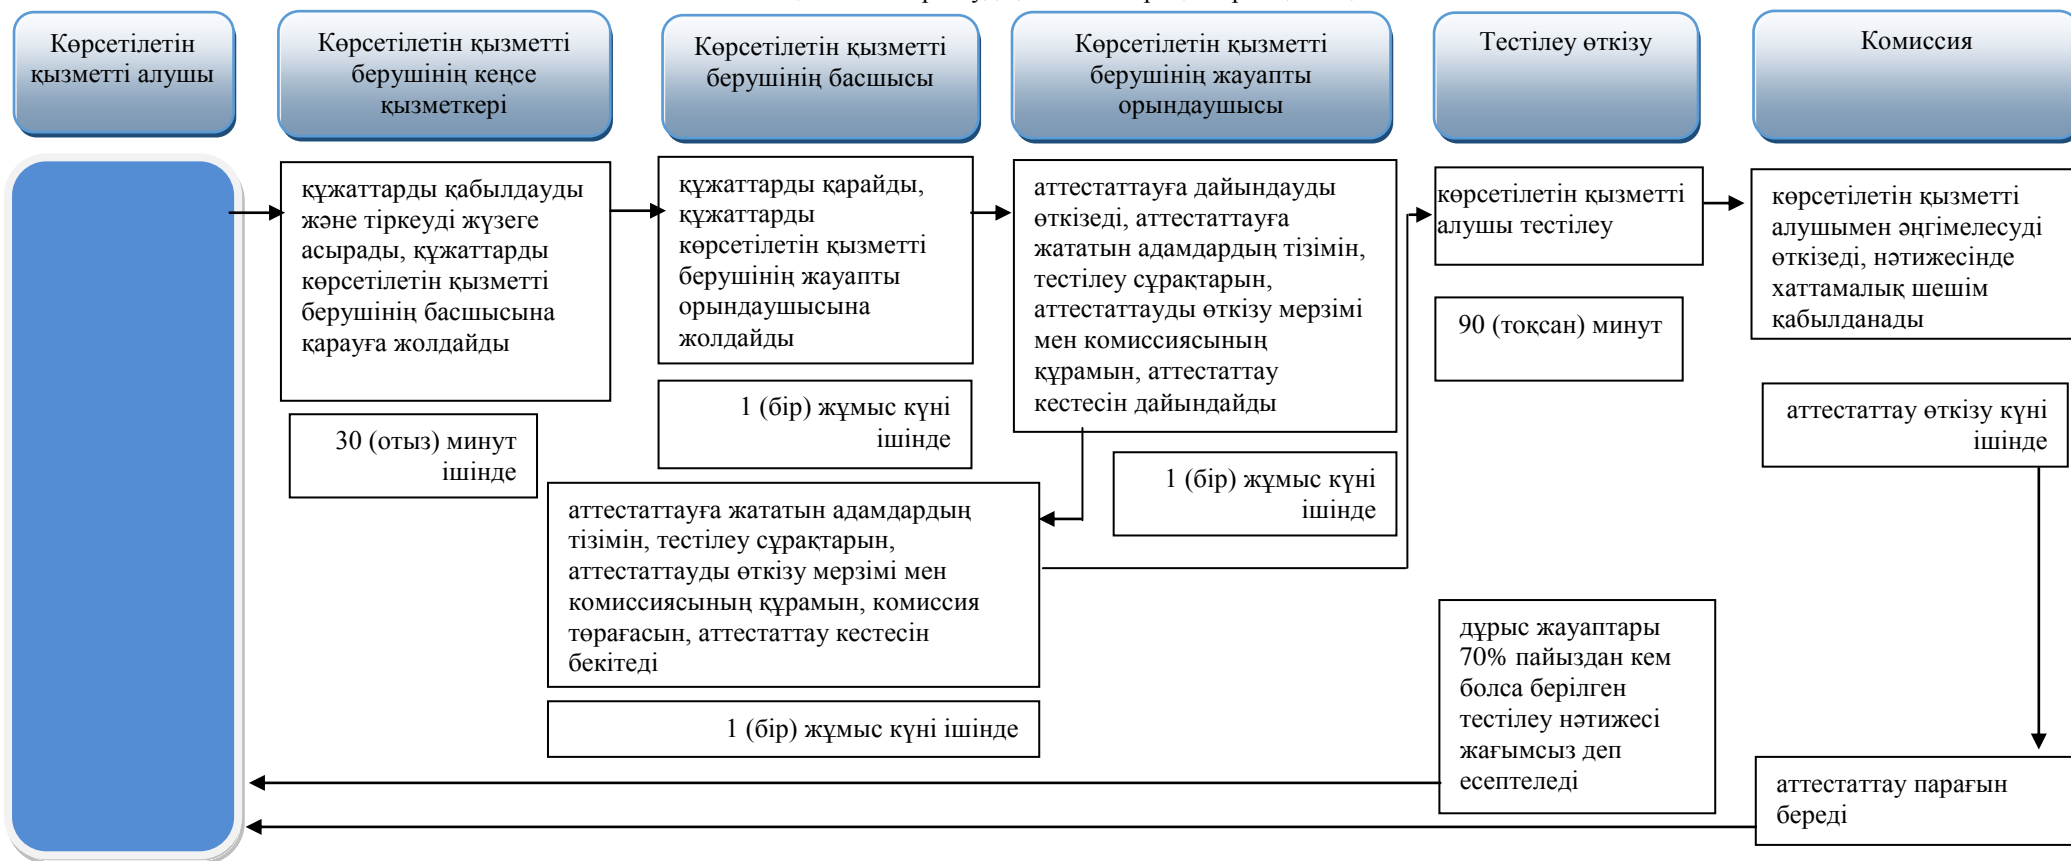 Көрсетілетін
қызметті алушы
Көрсетілетін қызметті
берушінің кеңсе
қызметкері
Көрсетілетін қызметті
берушінің басшысы
Көрсетілетін қызметті
берушінің жауапты
орындаушысы
Тестілеу өткізу
Комиссия
құжаттарды қабылдауды
және тіркеуді жүзеге
асырады, құжаттарды
көрсетілетін қызметті
берушінің басшысына
қарауға жолдайды
30 (отыз) минут
ішінде
құжаттарды қарайды,
құжаттарды
көрсетілетін қызметті
берушінің жауапты
орындаушысына
жолдайды
1 (бір) жұмыс күні
ішінде
аттестаттауға дайындауды
өткізеді, аттестаттауға
жататын адамдардың тізімін,
тестілеу сұрақтарын,
аттестаттауды өткізу мерзімі
мен комиссиясының
құрамын, аттестаттау
кестесін дайындайды
1 (бір) жұмыс күні
ішінде
аттестаттауға жататын адамдардың
тізімін, тестілеу сұрақтарын,
аттестаттауды өткізу мерзімі мен
комиссиясының құрамын, комиссия
төрағасын, аттестаттау кестесін
бекітеді
1 (бір) жұмыс күні ішінде
көрсетілетін қызметті
алушы тестілеу
90 (тоқсан) минут
дұрыс жауаптары
70% пайыздан кем
болса берілген
тестілеу нәтижесі
жағымсыз деп
есептеледі
көрсетілетін қызметті
алушымен әңгімелесуді
өткізеді, нәтижесінде
хаттамалық шешім
қабылданады
аттестаттау өткізу күні
ішінде
аттестаттау парағын
береді